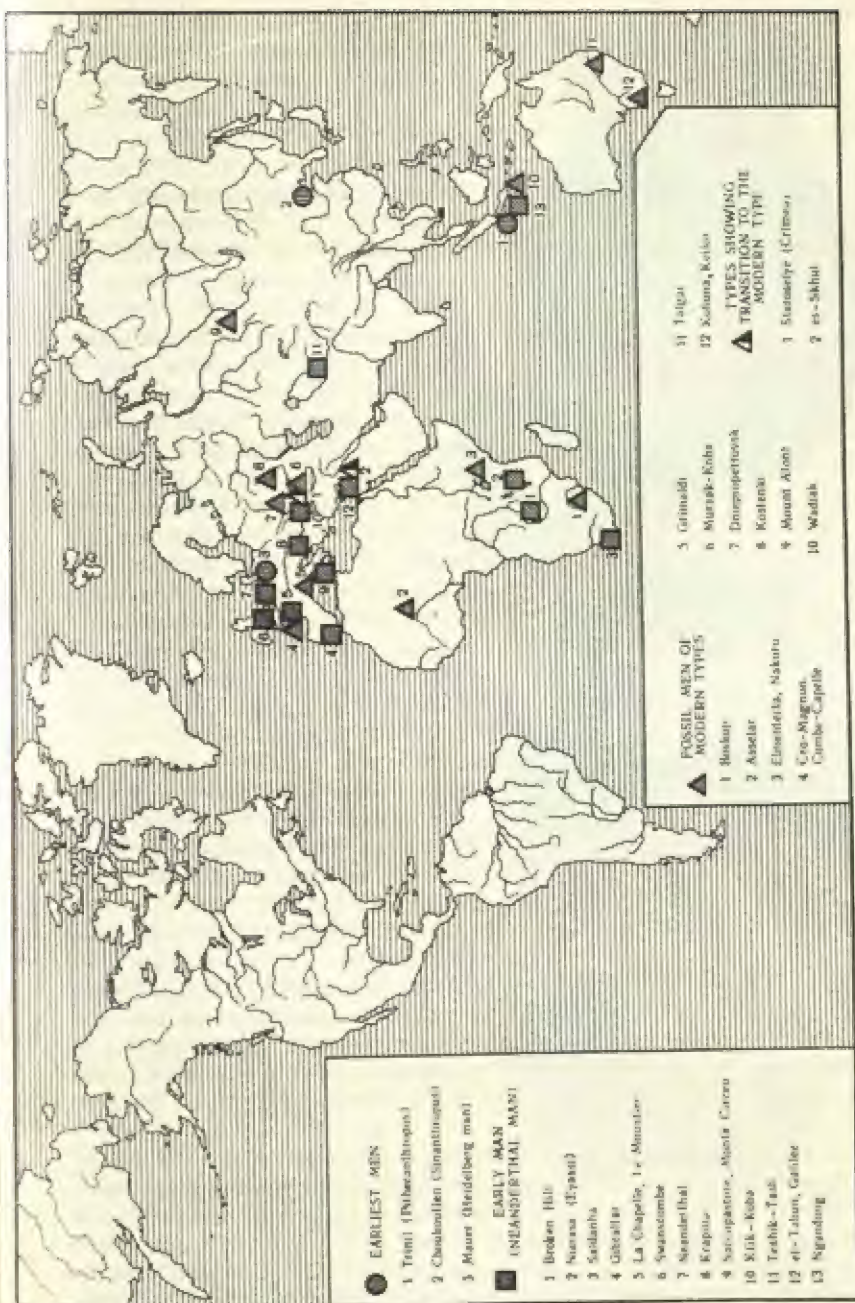 EARLIEST MEN
1 Trinil (Pithecanthropus)
2 Choukoutien (Sinanthropus)
3 Mauer (Heidelberg man)
EARLY MAN
(NEANDERTHAL MAN)
1 Broken Hill
2 Niarasa (Eyassi)
3 Saldanha
4 Gibraltar
5 La Chapelle, Le Moustier
6 Swanscombe
7 Neanderthal
8 Krapina
9 Saccopastore, Monte Circeo
10 Kiik-Koba
11 Teshik-Tash
12 et-Tabun, Galilee
13 Ngandong
FOSSIL MEN OF
MODERN TYPES
1 Boskop
2 Asselar
3 Elmenteita, Nakuru
4 Cro-Magnon,
Combe-Capelle
5 Grimaldi
6 Murzak-Koba
7 Dnepropetrovsk
8 Kostenki
9 Mount
10 Wadjak
11 Talgai
12 Kohuna, Keilor
TYPES SHOWING
TRANSITION TO THE
MODERN TYPE
1 Staroselye (Crimea)
2 es-Skhul